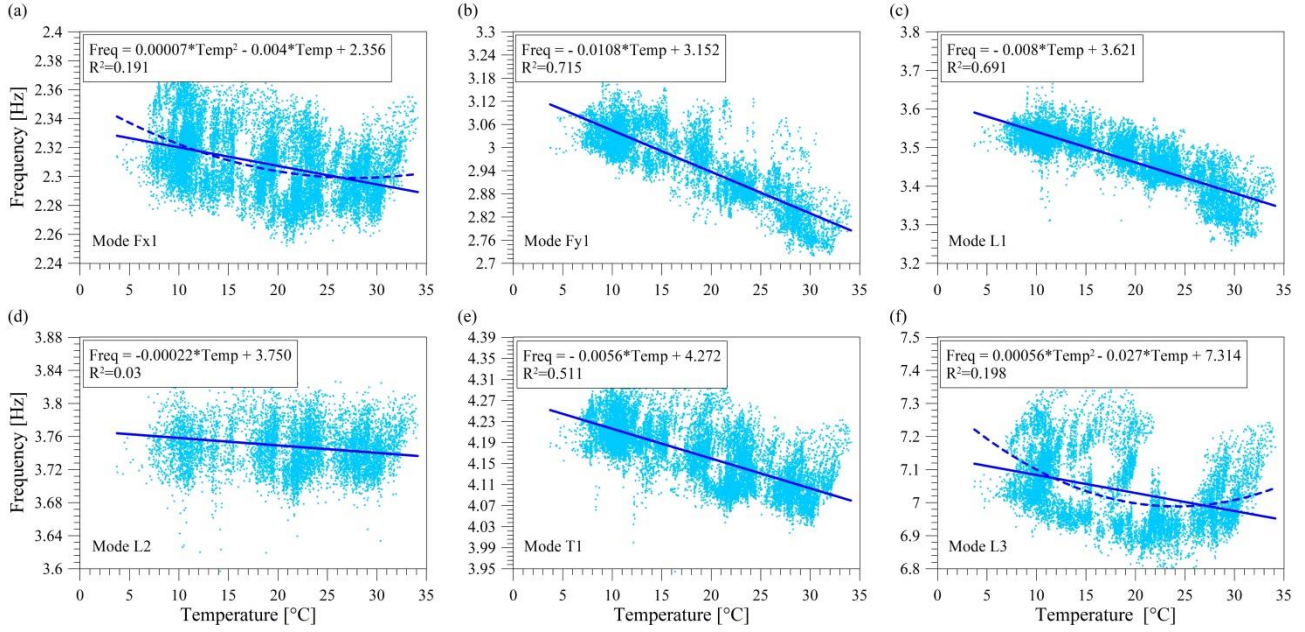 (a)
(b)
(c)
Freq = 0.00007*Temp² - 0.004*Temp + 2.356
R²=0.191
Freq = - 0.0108*Temp + 3.152
R²=0.715
Freq = - 0.008*Temp + 3.621
R²=0.691
Frequency [Hz]
2.4
2.38
2.36
2.34
2.32
2.3
2.28
2.26
2.24
Mode Fx1
0 5 10 15 20 25 30 35
3.3
3.24
3.18
3.12
3.06
3
2.94
2.88
2.82
2.76
2.7
Mode Fy1
0 5 10 15 20 25 30 35
3.8
3.7
3.6
3.5
3.4
3.3
3.2
Mode L1
0 5 10 15 20 25 30 35
(d)
(e)
(f)
Freq = -0.00022*Temp + 3.750
R²=0.03
Freq = - 0.0056*Temp + 4.272
R²=0.511
Freq = 0.00056*Temp² - 0.027*Temp + 7.314
R²=0.198
Frequency [Hz]
3.88
3.84
3.8
3.76
3.72
3.68
3.64
3.6
Mode L2
0 5 10 15 20 25 30 35
Temperature [°C]
4.39
4.35
4.31
4.27
4.23
4.19
4.15
4.11
4.07
4.03
3.99
3.95
Mode T1
0 5 10 15 20 25 30 35
Temperature [°C]
7.5
7.4
7.3
7.2
7.1
7
6.9
6.8
Mode L3
0 5 10 15 20 25 30 35
Temperature [°C]